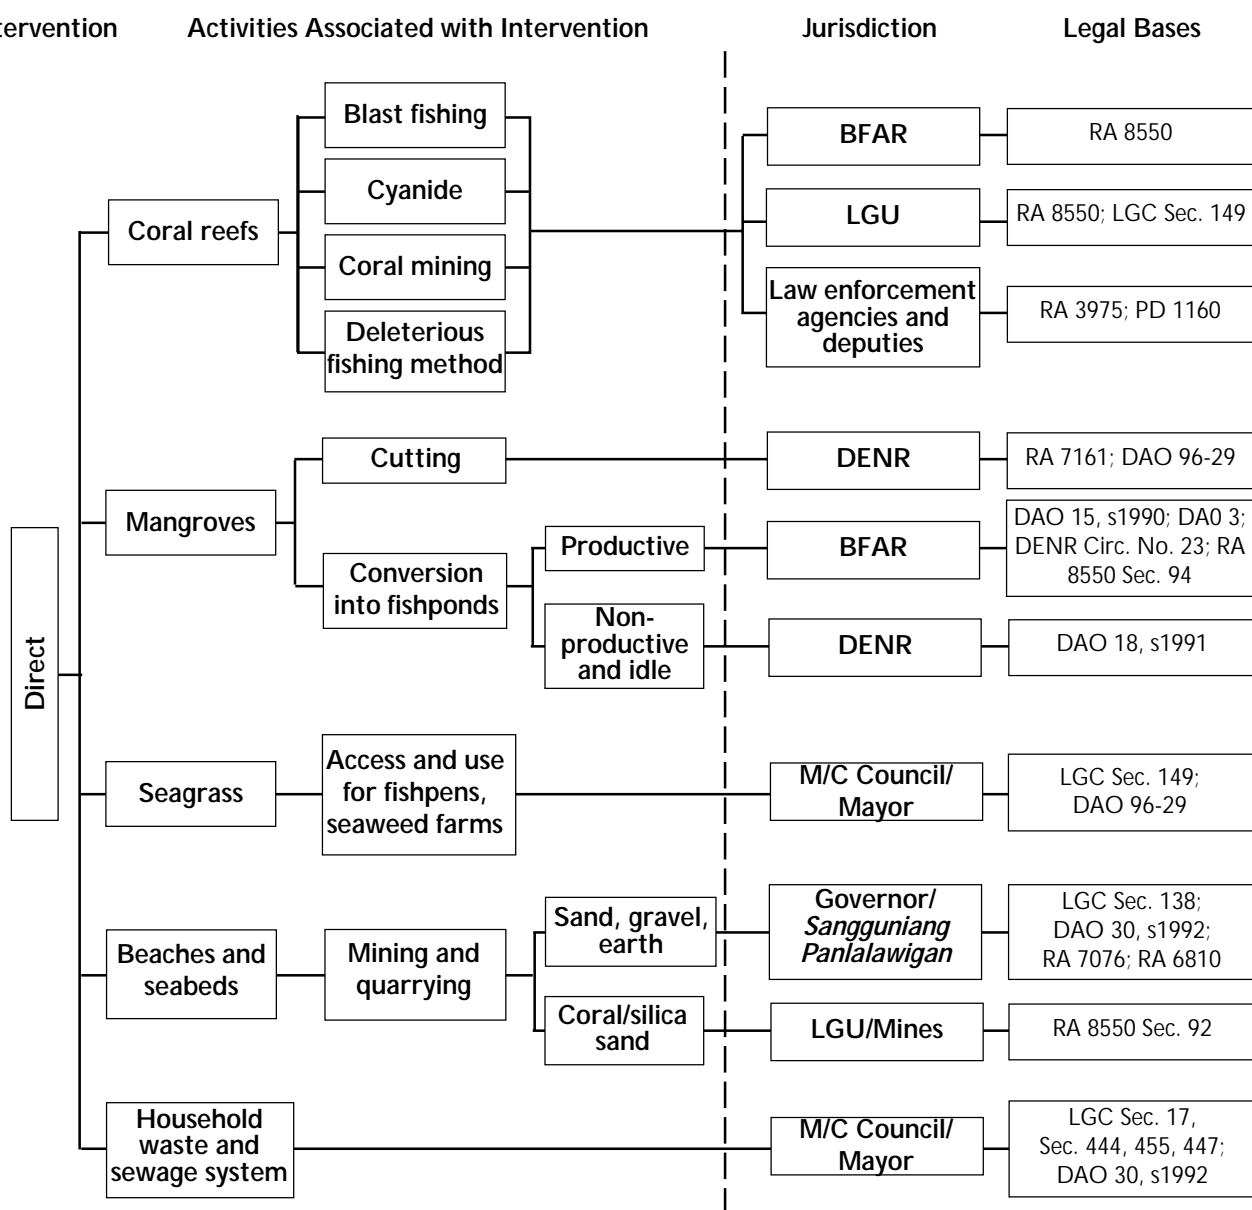 tervention Activities Associated with Intervention Jurisdiction Legal Bases
Direct
Coral reefs
Blast fishing
Cyanide
Coral mining
Deleterious
fishing method
BFAR
RA 8550
LGU
RA 8550; LGC Sec. 149
Law enforcement
agencies and
deputies
RA 3975; PD 1160
Mangroves
Cutting
DENR
RA 7161; DAO 96-29
Conversion
into fishponds
Productive
BFAR
DAO 15, s1990; DA0 3;
DENR Circ. No. 23; RA
8550 Sec. 94
Non-
productive
and idle
DENR
DAO 18, s1991
Seagrass
Access and use
for fishpens,
seaweed farms
M/C Council/
Mayor
LGC Sec. 149;
DAO 96-29
Beaches and
seabeds
Mining and
quarrying
Sand, gravel,
earth
Governor/
Sangguniang
Panlalawigan
LGC Sec. 138;
DAO 30, s1992;
RA 7076; RA 6810
Coral/silica
sand
LGU/Mines
RA 8550 Sec. 92
Household
waste and
sewage system
M/C Council/
Mayor
LGC Sec. 17,
Sec. 444, 455, 447;
DAO 30, s1992